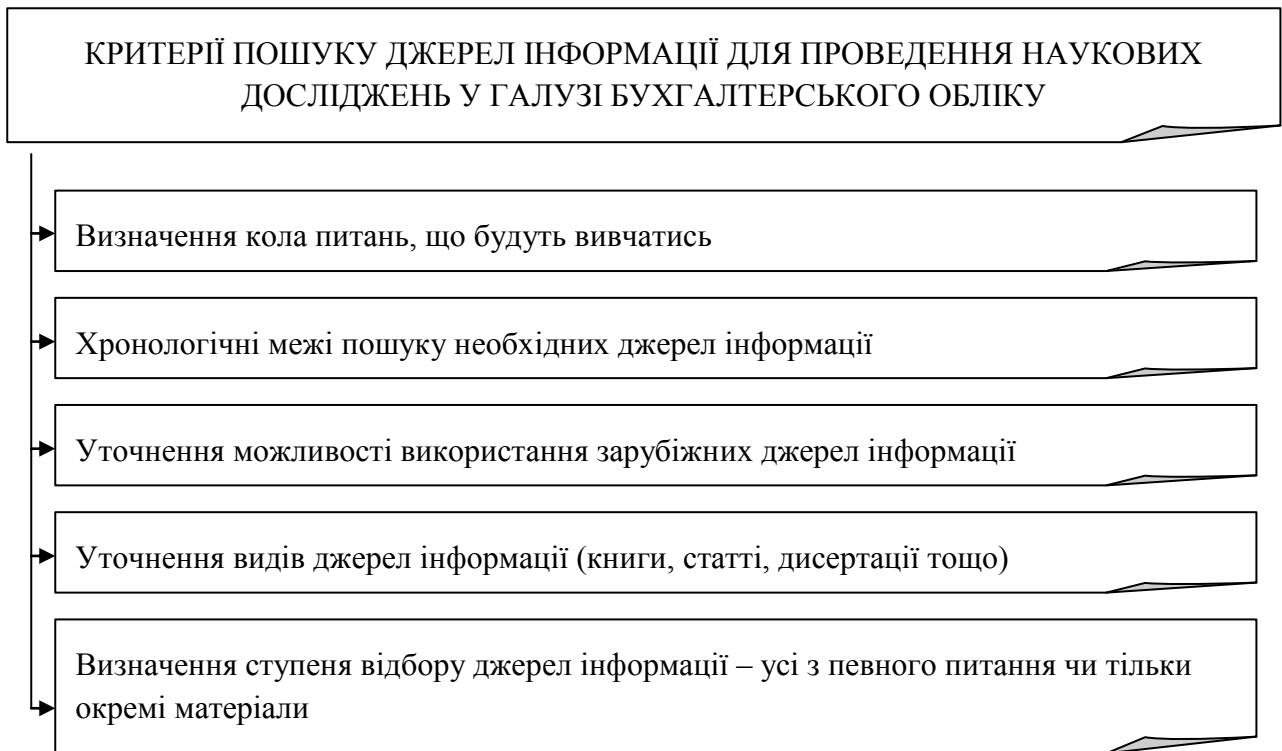 КРИТЕРІЇ ПОШУКУ ДЖЕРЕЛ ІНФОРМАЦІЇ ДЛЯ ПРОВЕДЕННЯ НАУКОВИХ
ДОСЛІДЖЕНЬ У ГАЛУЗІ БУХГАЛТЕРСЬКОГО ОБЛІКУ
Визначення кола питань, що будуть вивчатись
Хронологічні межі пошуку необхідних джерел інформації
Уточнення можливості використання зарубіжних джерел інформації
Уточнення видів джерел інформації (книги, статті, дисертації тощо)
Визначення ступеня відбору джерел інформації – усі з певного питання чи тільки
окремі матеріали